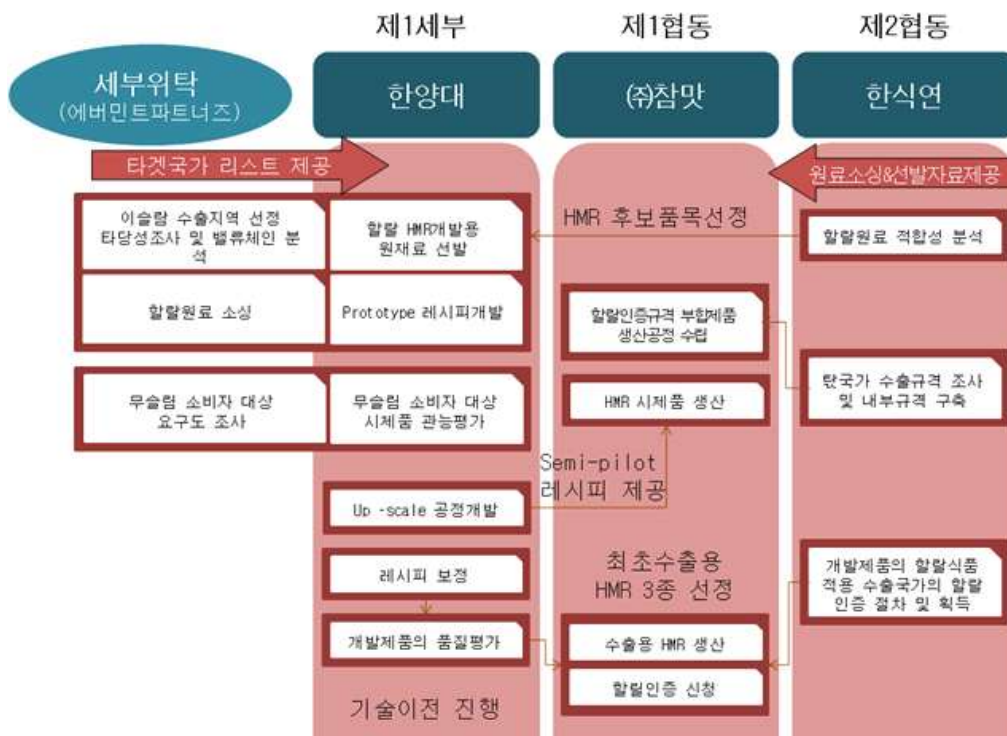 제1세부
제1협동
제2협동
세부위탁
(에버민트파트너즈)
한양대
㈜참맛
한식연
타겟국가 리스트 제공
원료소싱&선발자료제공
이슬람 수출지역 선정
타당성조사 및 밸류체인 분
석
할랄 HMR개발용
원재료 선발
HMR 후보품목선정
할랄원료 적합성 분석
할랄원료 소싱
Prototype 레시피개발
할랄인증규격 부합제품
생산공정 수립
무슬림 소비자 대상
요구도 조사
무슬림 소비자 대상
시제품 관능평가
HMR 시제품 생산
탃국가 수출규격 조사
및 내부규격 구축
Semi-pilot
레시피 제공
Up -scale 공정개발
레시피 보정
최초수출용
HMR 3종 선정
개발제품의 할랄식품
적용 수출국가의 할랄
인증 절차 및 획득
개발제품의 품질평가
수출용 HMR 생산
할랄인증 신청
기술이전 진행